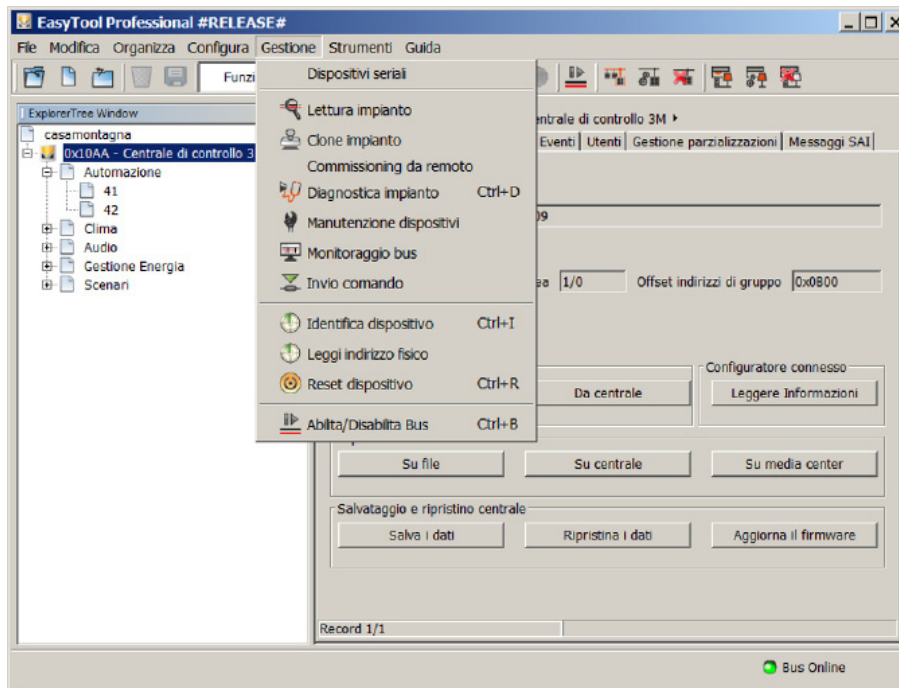 EasyTool Professional #RELEASE#
File Modifica Organizza Configura Gestione Strumenti Guida
Funzi
ExplorerTree Window
casamontagna
0x10AA - Centrale di controllo 3
Automazione
41
42
Clima
Audio
Gestione Energia
Scenari
Dispositivi seriali
Lettura impianto
Clone impianto
Commissioning da remoto
Diagnostica impianto Ctrl+D
Manutenzione dispositivi
Monitoraggio bus
Invio comando
Identifica dispositivo Ctrl+I
Leggi indirizzo fisico
Reset dispositivo Ctrl+R
Abilita/Disabilita Bus Ctrl+B
entrale di controllo 3M
Eventi Utenti Gestione parzializzazioni Messaggi SAI
09
ea 1/0 Offset indirizzi di gruppo 0x0800
Configuratore connesso
Da centrale Leggere Informazioni
Su file Su centrale Su media center
Salvataggio e ripristino centrale
Salva i dati Ripristina i dati Aggiorna il firmware
Record 1/1
Bus Online